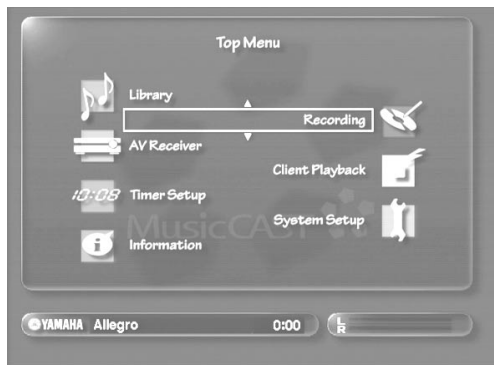 Top Menu
Library
Recording
AV Receiver
Client Playback
10:08 Timer Setup
System Setup
Information
MusicCAST
YAMAHA Allegro 0:00 L
R